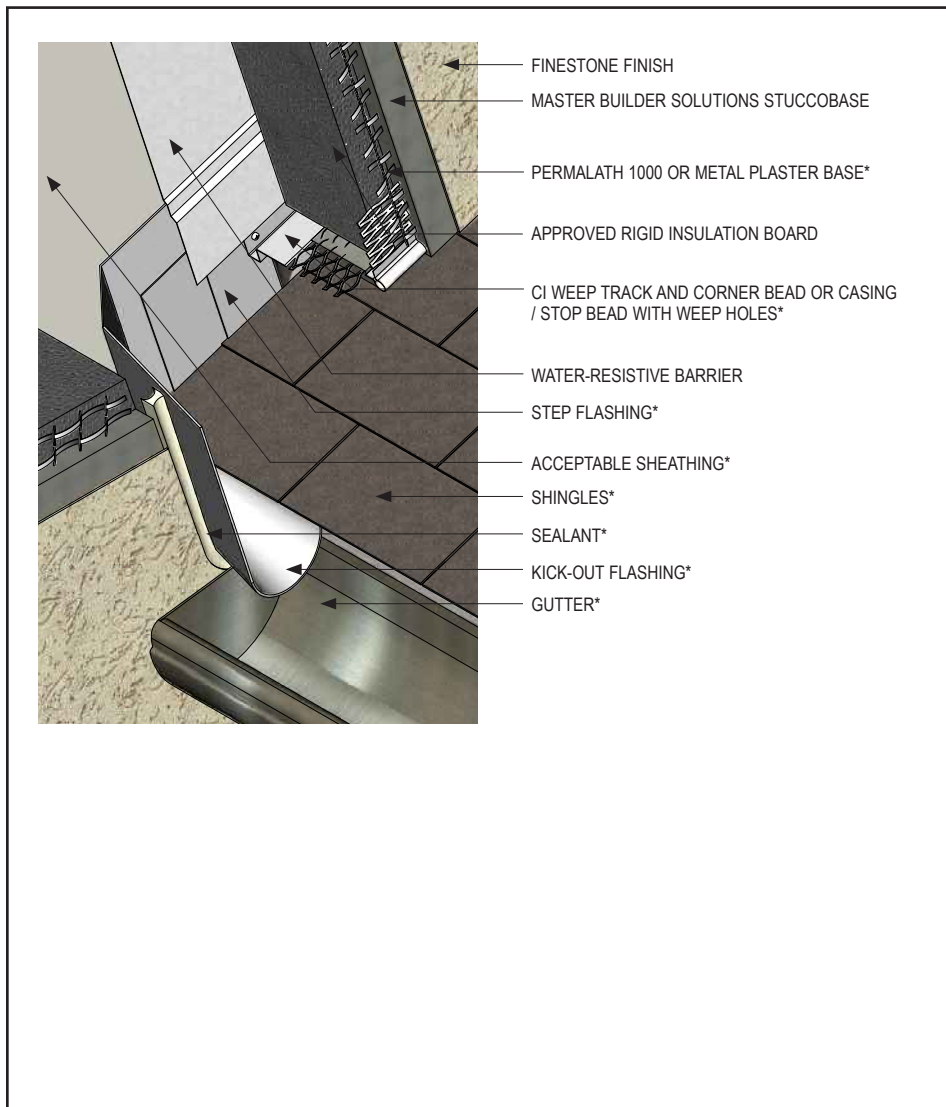 FINESTONE FINISH
MASTER BUILDER SOLUTIONS STUCCOBASE
PERMALATH 1000 OR METAL PLASTER BASE*
APPROVED RIGID INSULATION BOARD
CI WEEP TRACK AND CORNER BEAD OR CASING
/ STOP BEAD WITH WEEP HOLES*
WATER-RESISTIVE BARRIER
STEP FLASHING*
ACCEPTABLE SHEATHING*
SHINGLES*
SEALANT*
KICK-OUT FLASHING*
GUTTER*